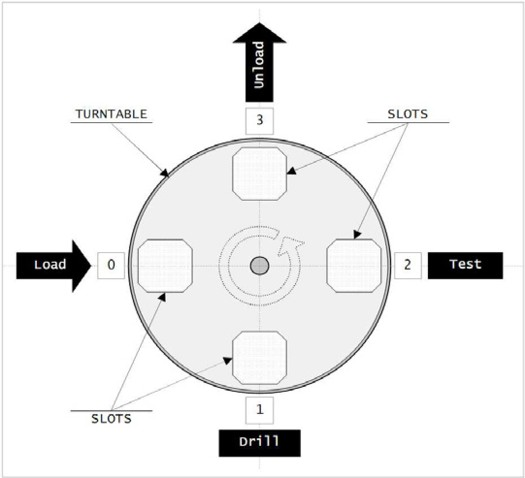 Unload
TURNTABLE
3
SLOTS
Load
0
2
Test
SLOTS
1
Drill